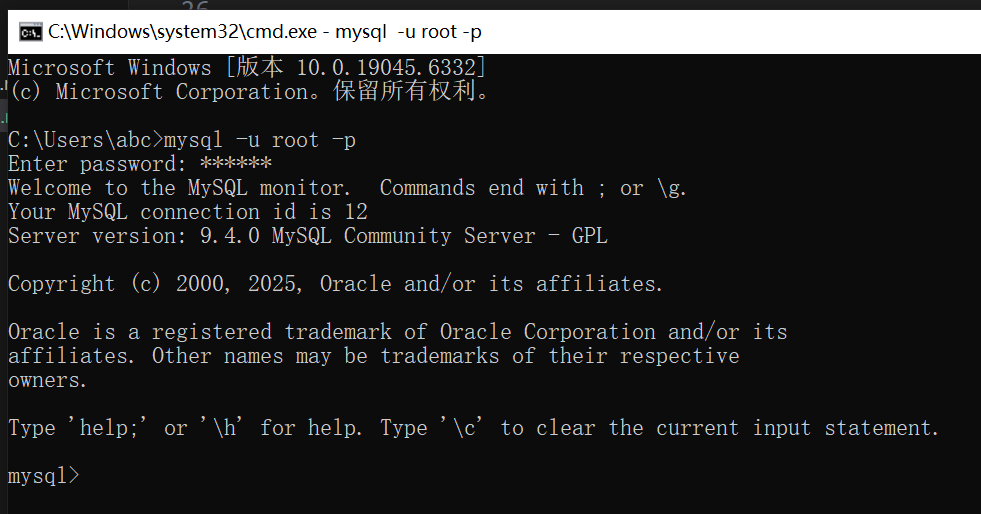 26
C:\Windows\system32\cmd.exe - mysql  -u root -p
Microsoft Windows [版本 10.0.19045.6332]
(c) Microsoft Corporation。保留所有权利。
C:\Users\abc>mysql -u root -p
Enter password: ******
Welcome to the MySQL monitor.  Commands end with ; or \g.
Your MySQL connection id is 12
Server version: 9.4.0 MySQL Community Server - GPL
Copyright (c) 2000, 2025, Oracle and/or its affiliates.
Oracle is a registered trademark of Oracle Corporation and/or its
affiliates. Other names may be trademarks of their respective
owners.
Type 'help;' or '\h' for help. Type '\c' to clear the current input statement.
mysql>